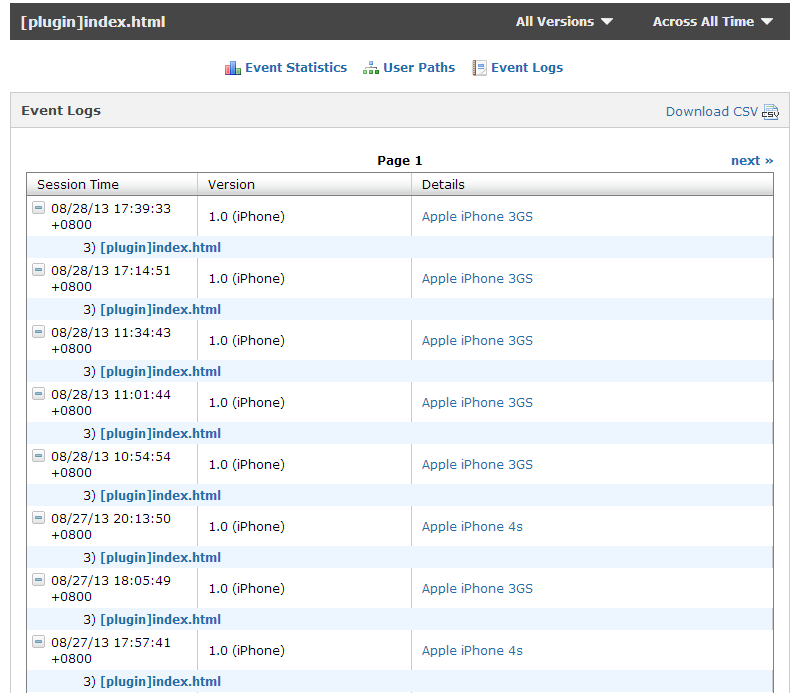 [plugin]index.html All Versions Across All Time
Event Statistics User Paths Event Logs
Event Logs Download CSV CSV
Page 1 next »
Session Time Version Details
08/28/13 17:39:33
+0800
1.0 (iPhone) Apple iPhone 3GS
3) [plugin]index.html
08/28/13 17:14:51
+0800
1.0 (iPhone) Apple iPhone 3GS
3) [plugin]index.html
08/28/13 11:34:43
+0800
1.0 (iPhone) Apple iPhone 3GS
3) [plugin]index.html
08/28/13 11:01:44
+0800
1.0 (iPhone) Apple iPhone 3GS
3) [plugin]index.html
08/28/13 10:54:54
+0800
1.0 (iPhone) Apple iPhone 3GS
3) [plugin]index.html
08/27/13 20:13:50
+0800
1.0 (iPhone) Apple iPhone 4s
3) [plugin]index.html
08/27/13 18:05:49
+0800
1.0 (iPhone) Apple iPhone 3GS
3) [plugin]index.html
08/27/13 17:57:41
+0800
1.0 (iPhone) Apple iPhone 4s
3) [plugin]index.html